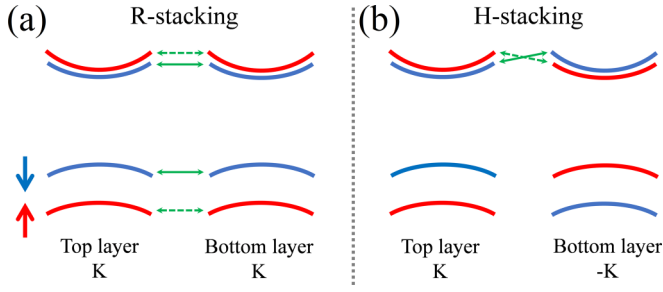 (a)
R-stacking
(b)
H-stacking
Top layer
K
Bottom layer
K
Top layer
K
Bottom layer
-K